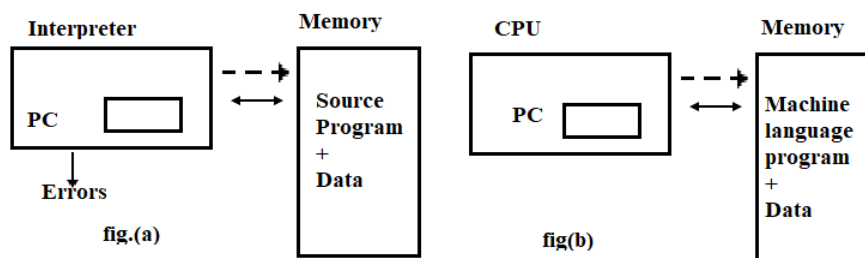 Interpreter
Memory
PC
Source
Program
+
Data
Errors
fig.(a)
CPU
Memory
PC
Machine
language
program
+
Data
fig(b)